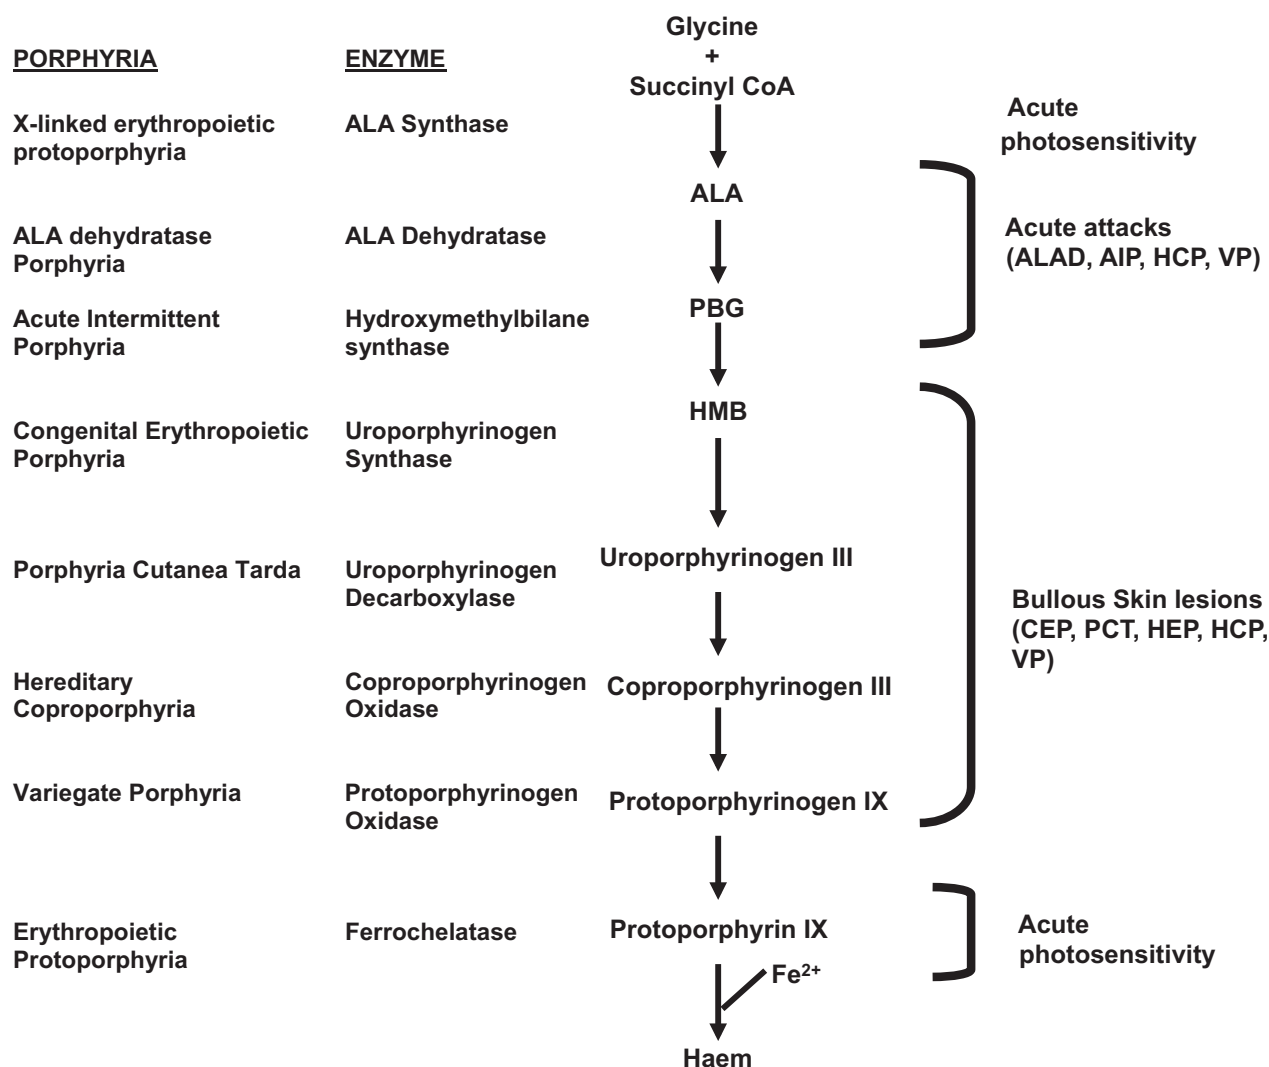 PORPHYRIA
ENZYME
Glycine
+
Succinyl CoA
X-linked erythropoietic
protoporphyria
ALA Synthase
Acute
photosensitivity
ALA
ALA dehydratase
Porphyria
ALA Dehydratase
Acute attacks
(ALAD, AIP, HCP, VP)
PBG
Acute Intermittent
Porphyria
Hydroxymethylbilane
synthase
HMB
Congenital Erythropoietic
Porphyria
Uroporphyrinogen
Synthase
Uroporphyrinogen III
Porphyria Cutanea Tarda
Uroporphyrinogen
Decarboxylase
Bullous Skin lesions
(CEP, PCT, HEP, HCP,
VP)
Hereditary
Coproporphyria
Coproporphyrinogen
Oxidase
Coproporphyrinogen III
Variegate Porphyria
Protoporphyrinogen
Oxidase
Protoporphyrinogen IX
Erythropoietic
Protoporphyria
Ferrochelatase
Protoporphyrin IX
Acute
photosensitivity
Fe²⁺
Haem